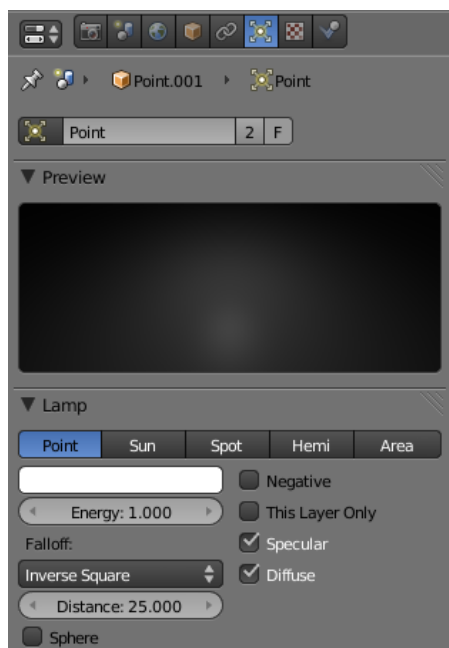 Point.001 Point
Point 2 F
Preview
Lamp
Point Sun Spot Hemi Area
Negative
Energy: 1.000 This Layer Only
Falloff: Specular
Inverse Square Diffuse
Distance: 25.000
Sphere